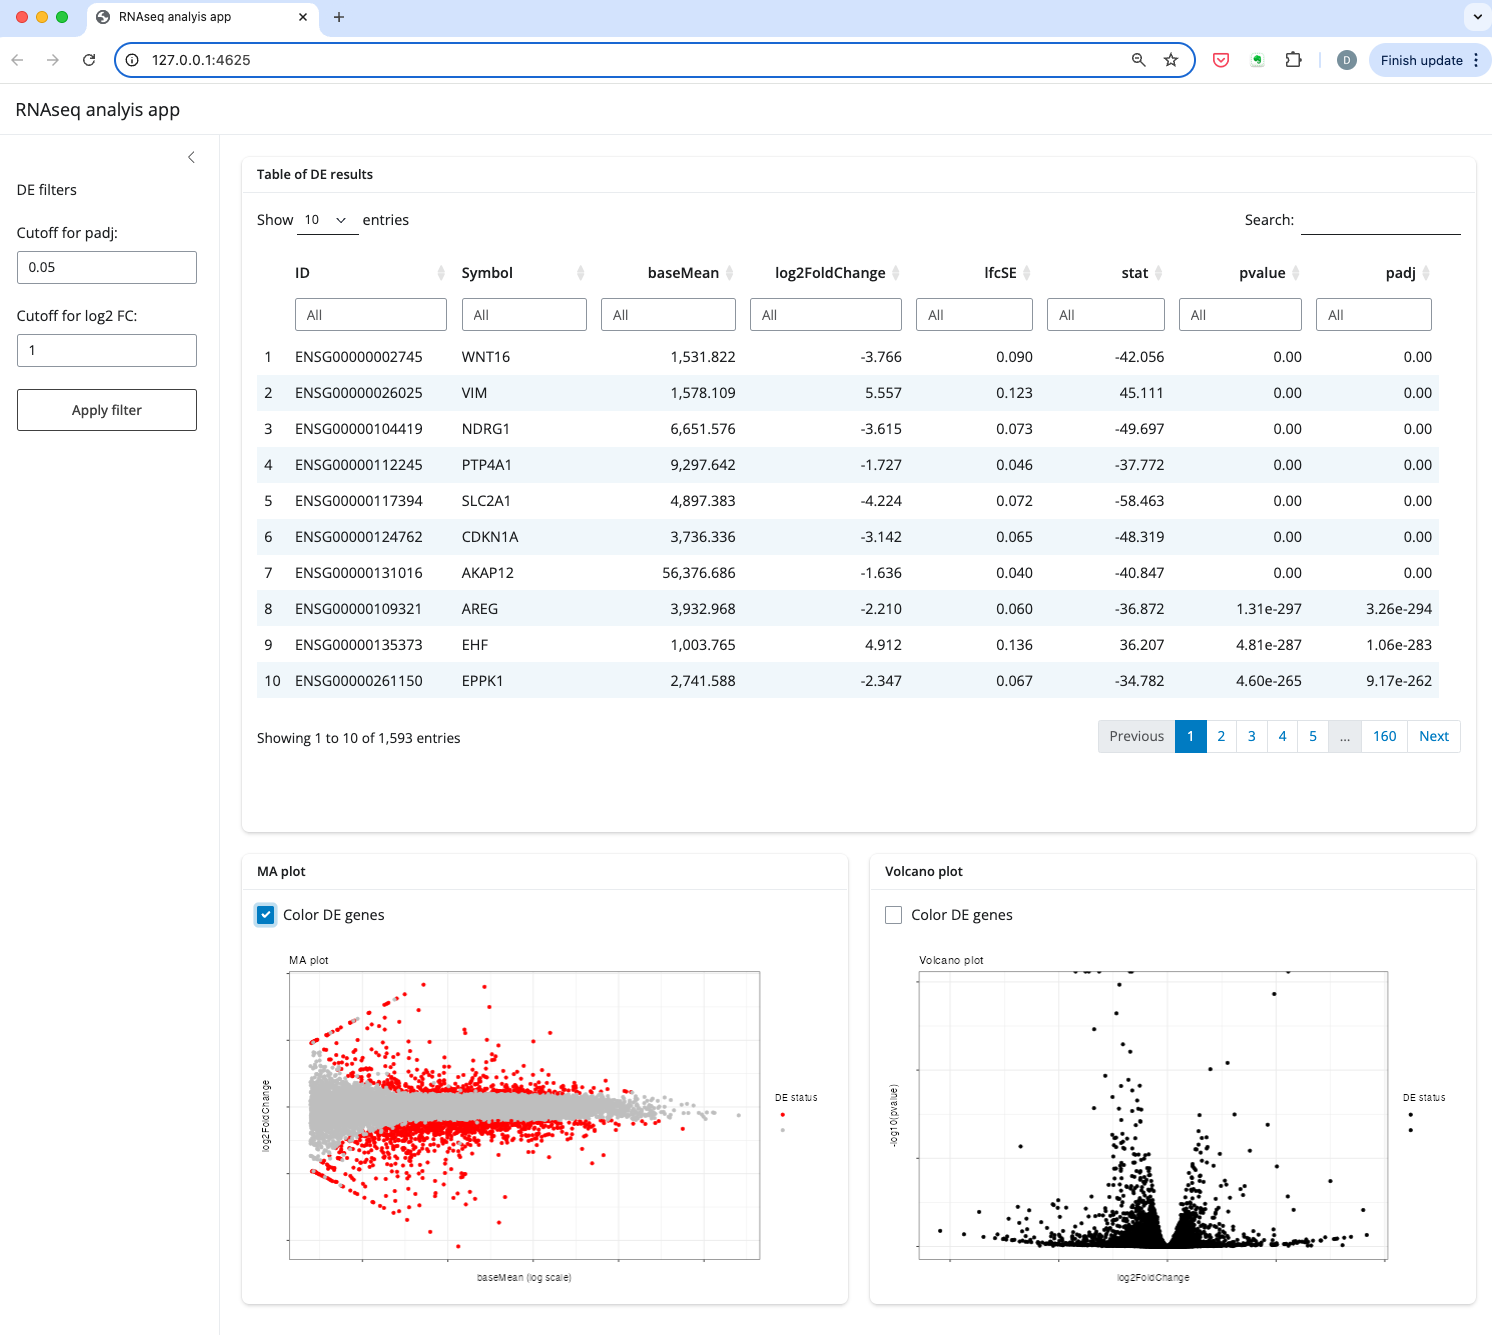 RNAseq analyis app
127.0.0.1:4625
D
Finish update
RNAseq analyis app
DE filters
Cutoff for padj:
0.05
Cutoff for log2 FC:
1
Apply filter
Table of DE results
Show 10 entries
Search:
ID Symbol baseMean log2FoldChange lfcSE stat pvalue padj
All All All All All All All All
1 ENSG00000002745 WNT16 1,531.822 -3.766 0.090 -42.056 0.00 0.00
2 ENSG00000026025 VIM 1,578.109 5.557 0.123 45.111 0.00 0.00
3 ENSG00000104419 NDRG1 6,651.576 -3.615 0.073 -49.697 0.00 0.00
4 ENSG00000112245 PTP4A1 9,297.642 -1.727 0.046 -37.772 0.00 0.00
5 ENSG00000117394 SLC2A1 4,897.383 -4.224 0.072 -58.463 0.00 0.00
6 ENSG00000124762 CDKN1A 3,736.336 -3.142 0.065 -48.319 0.00 0.00
7 ENSG00000131016 AKAP12 56,376.686 -1.636 0.040 -40.847 0.00 0.00
8 ENSG00000109321 AREG 3,932.968 -2.210 0.060 -36.872 1.31e-297 3.26e-294
9 ENSG00000135373 EHF 1,003.765 4.912 0.136 36.207 4.81e-287 1.06e-283
10 ENSG00000261150 EPPK1 2,741.588 -2.347 0.067 -34.782 4.60e-265 9.17e-262
Showing 1 to 10 of 1,593 entries
Previous 1 2 3 4 5 ... 160 Next
MA plot
Color DE genes
MA plot
log2FoldChange
DE status
baseMean (log scale)
Volcano plot
Color DE genes
Volcano plot
-log10(pvalue)
DE status
log2FoldChange